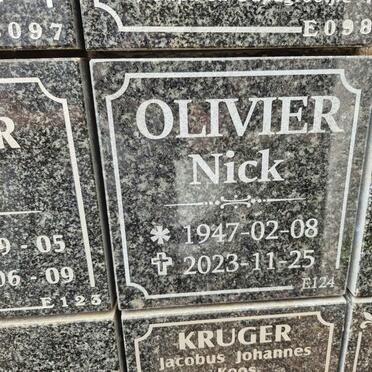 E098
097
OLIVIER
Nick
* 1947-02-08
✝ 2023-11-25
E124
R
9-05
06-09
E123
KRUGER
Jacobus Johannes
Koos